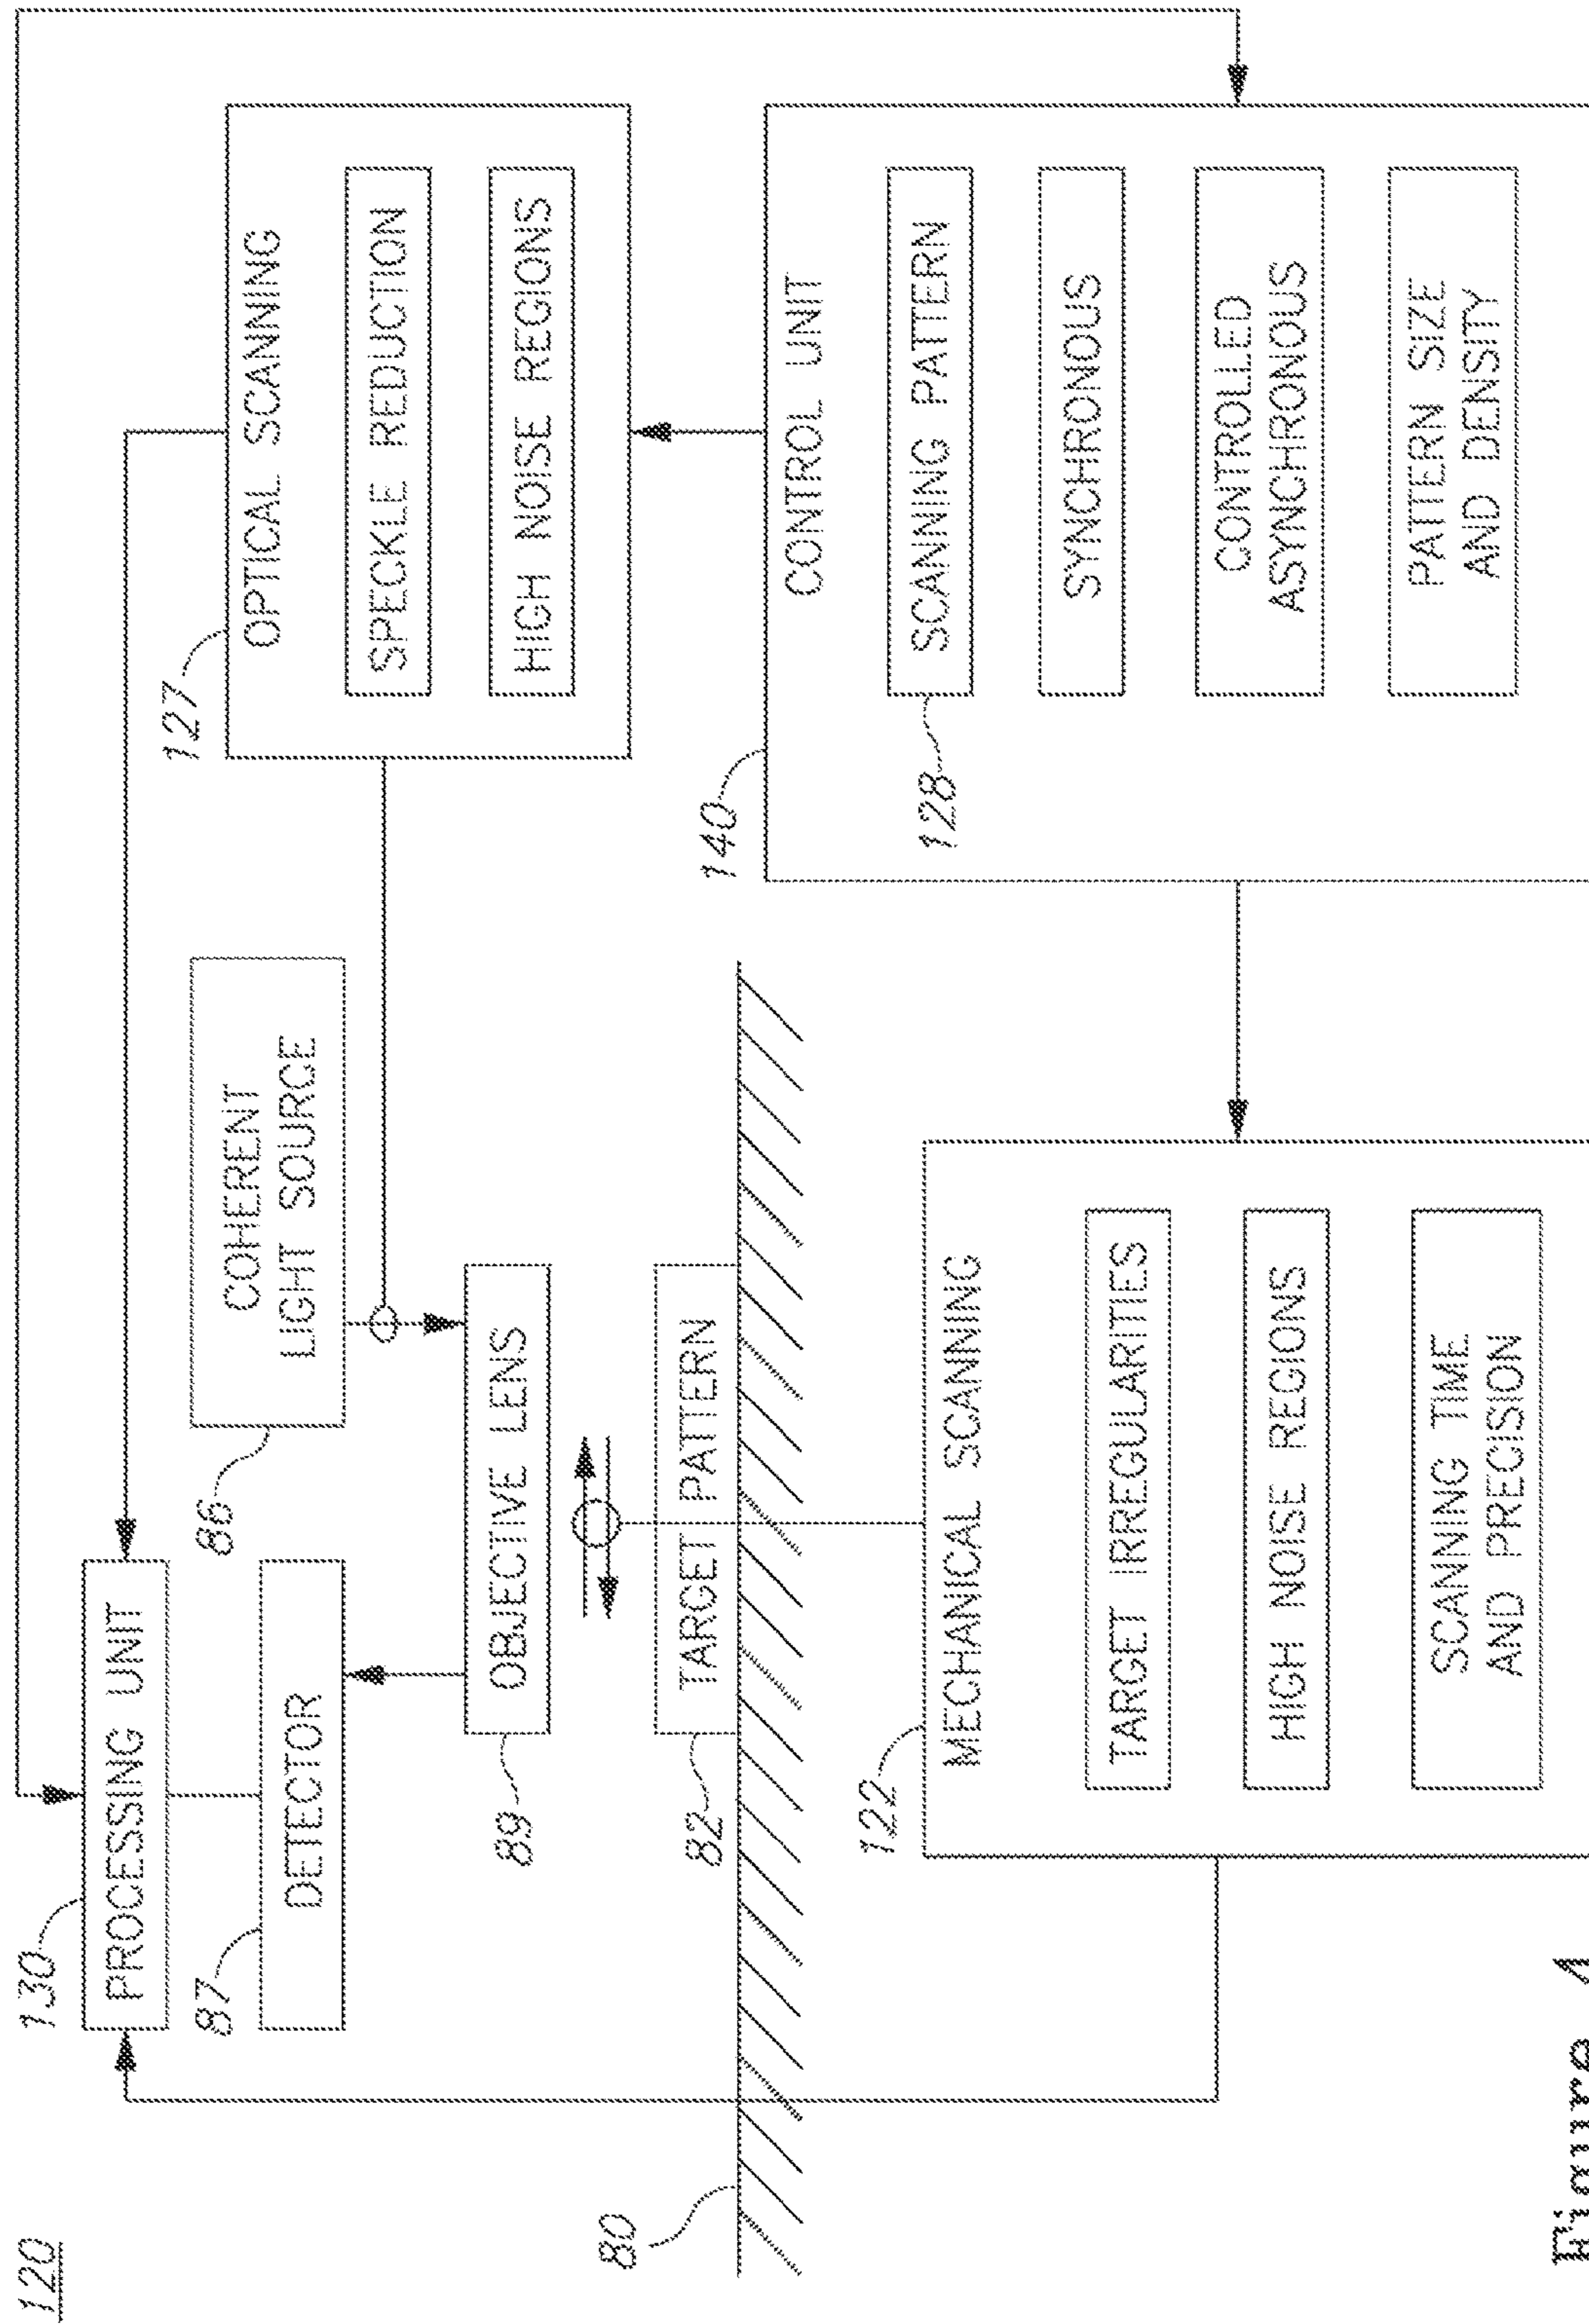 120
130
PROCESSING UNIT
87
DETECTOR
86
COHERENT
LIGHT SOURCE
127
OPTICAL SCANNING
SPECKLE REDUCTION
HIGH NOISE REGIONS
89
OBJECTIVE LENS
82
TARGET PATTERN
80
122
MECHANICAL SCANNING
TARGET IRREGULARITIES
HIGH NOISE REGIONS
SCANNING TIME
AND PRECISION
140
CONTROL UNIT
128
SCANNING PATTERN
SYNCHRONOUS
CONTROLLED
ASYNCHRONOUS
PATTERN SIZE
AND DENSITY
Figure 4